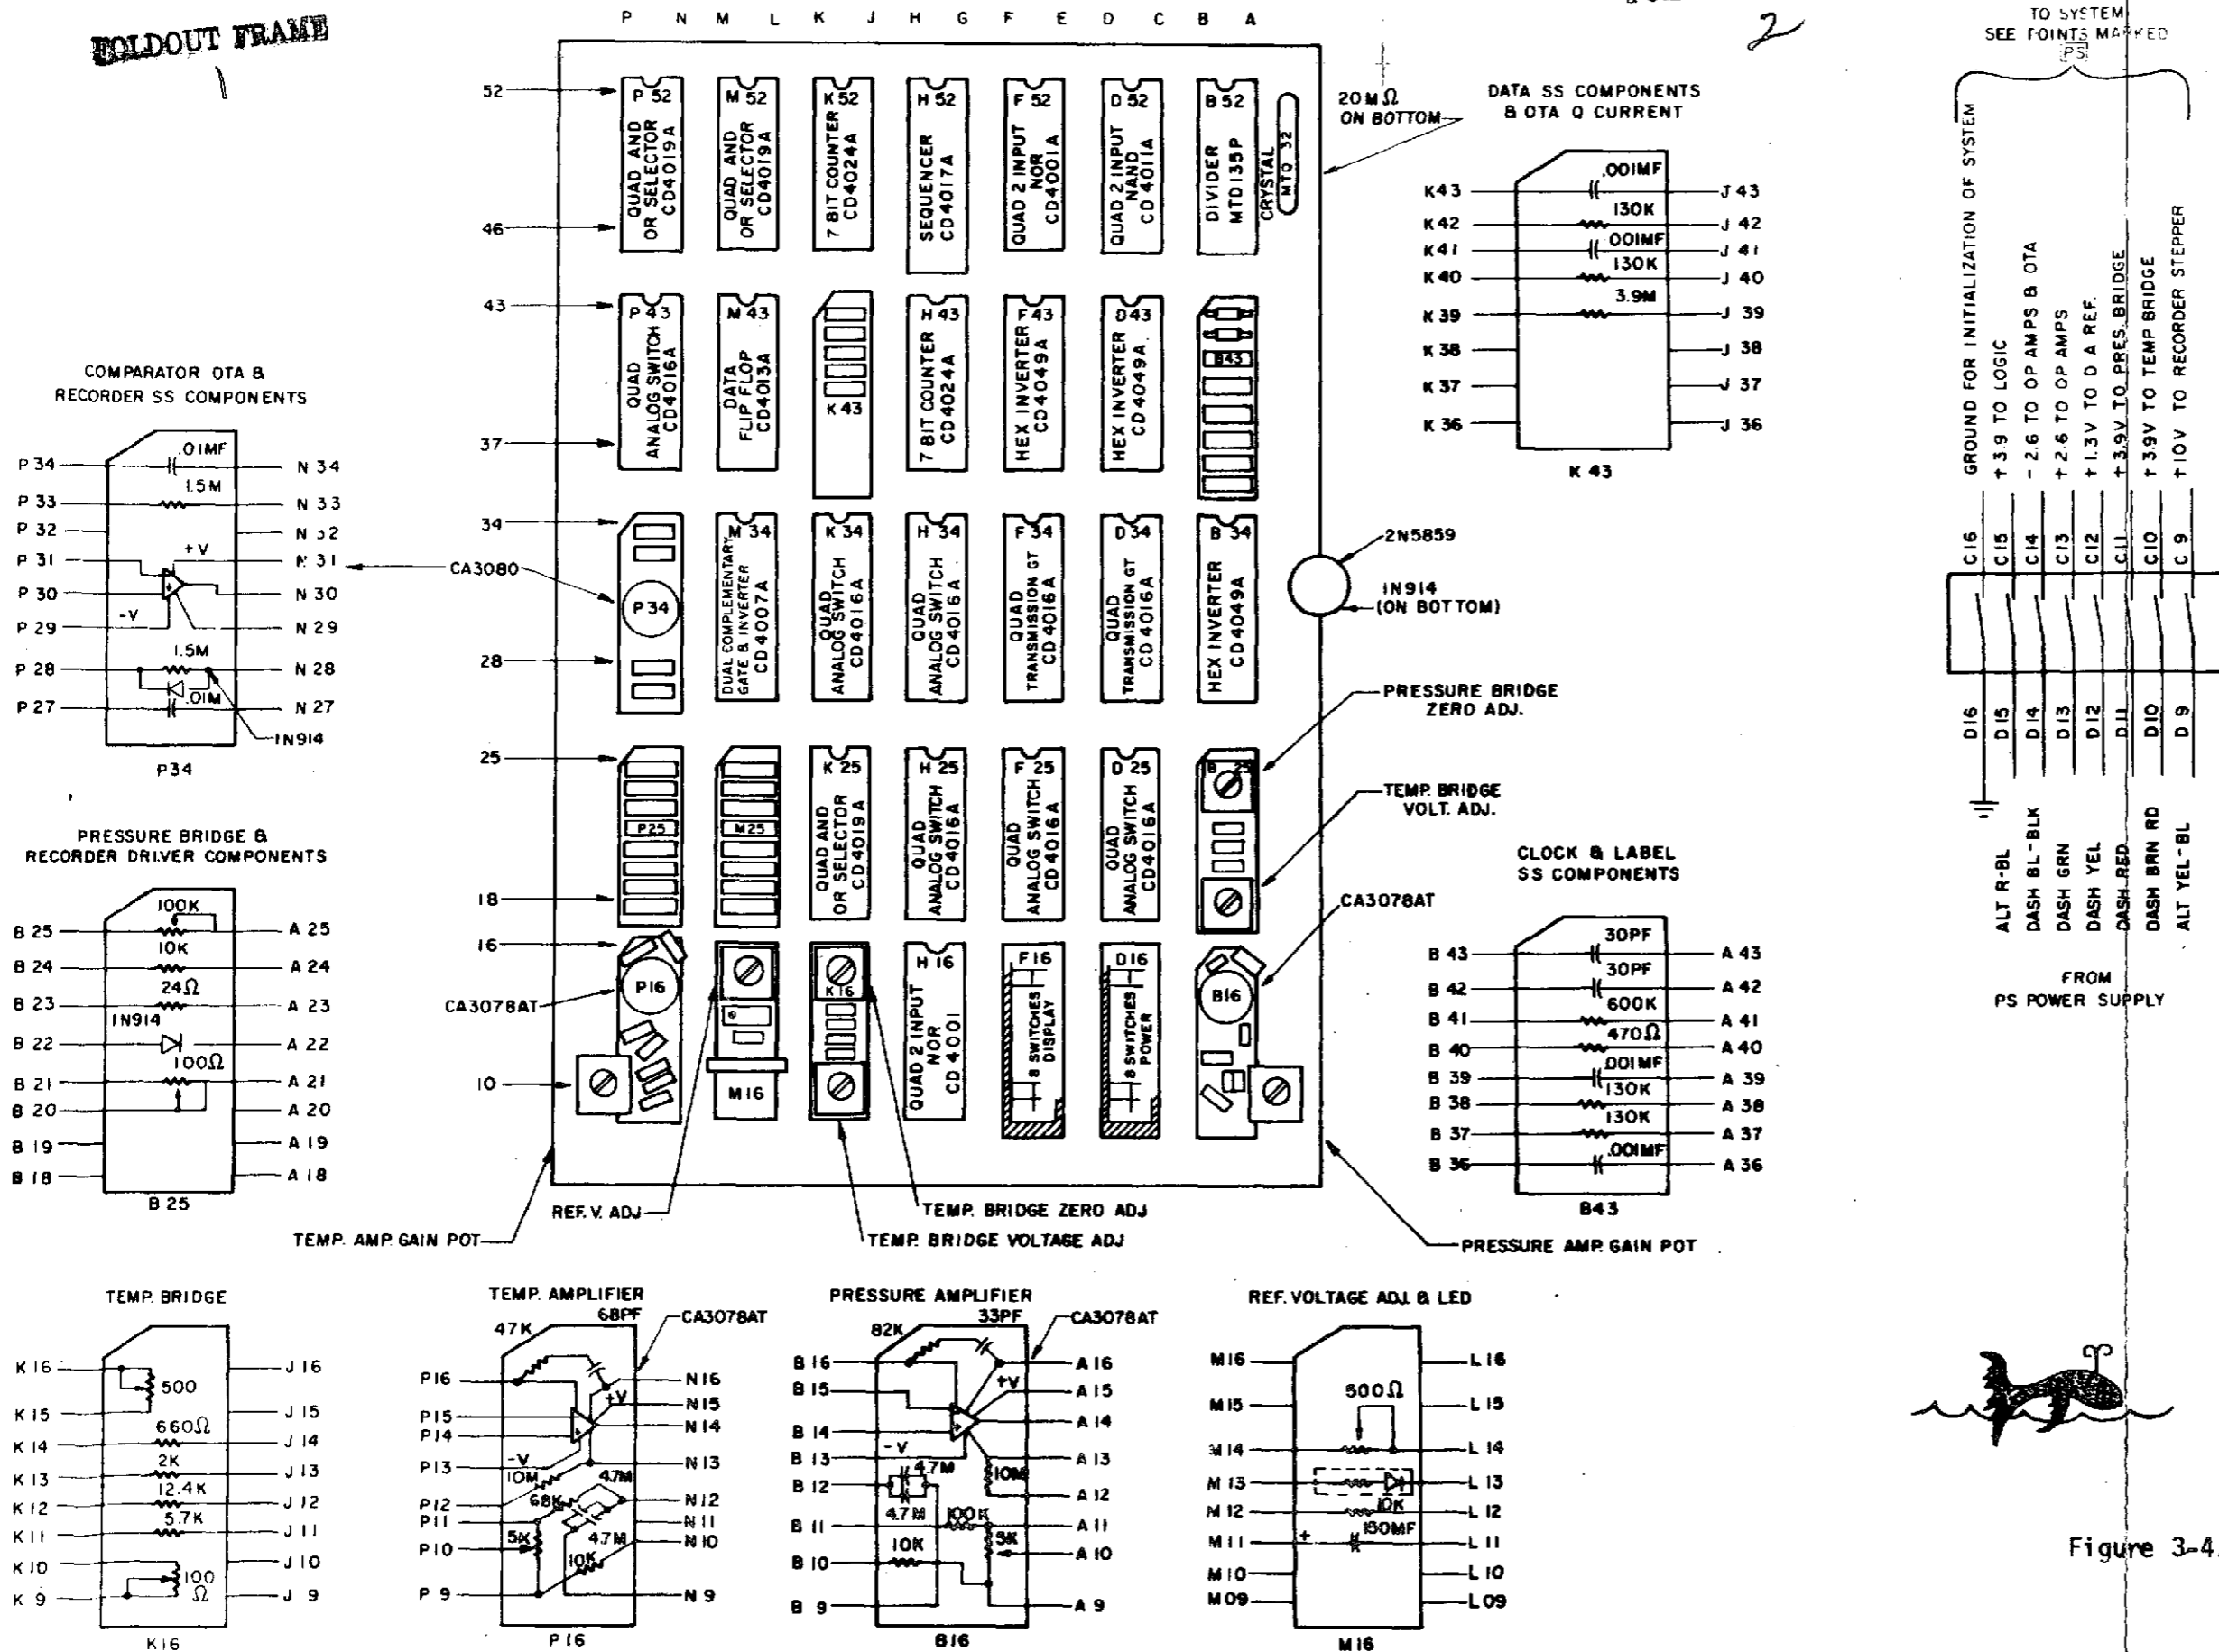 FOLDOUT FRAME
1
2
P N M L K J H G F E D C B A
TO SYSTEM
SEE POINTS MARKED
PS
52
46
43
37
34
28
25
18
16
10
P 52
QUAD AND
OR SELECTOR
CD4019A
M 52
QUAD AND
OR SELECTOR
CD4019A
K 52
7 BIT COUNTER
CD4024A
H 52
SEQUENCER
CD4017A
F 52
QUAD 2 INPUT
NOR
CD4001A
D 52
QUAD 2 INPUT
NAND
CD4011A
B 52
DIVIDER
MTD135P
CRYSTAL
MTQ 32
20MΩ
ON BOTTOM
P 43
QUAD
ANALOG SWITCH
CD4016A
M 43
DATA
FLIP FLOP
CD4013A
K 43
H 43
7 BIT COUNTER
CD4024A
F 43
HEX INVERTER
CD4049A
D 43
HEX INVERTER
CD4049A
B43
P34
CA3080
M 34
DUAL COMPLEMENTARY
GATE & INVERTER
CD4007A
K 34
QUAD
ANALOG SWITCH
CD4016A
H 34
QUAD
ANALOG SWITCH
CD4016A
F 34
QUAD
TRANSMISSION GT
CD4016A
D 34
QUAD
TRANSMISSION GT
CD4016A
B 34
HEX INVERTER
CD4049A
2N5859
1N914
(ON BOTTOM)
P25
M25
K 25
QUAD AND
OR SELECTOR
CD4019A
H 25
QUAD
ANALOG SWITCH
CD4016A
F 25
QUAD
ANALOG SWITCH
CD4016A
D 25
QUAD
ANALOG SWITCH
CD4016A
B 25
PRESSURE BRIDGE
ZERO ADJ.
TEMP. BRIDGE
VOLT. ADJ.
CA3078AT
P16
CA3078AT
M16
K16
H 16
QUAD 2 INPUT
NOR
CD4001
F16
8 SWITCHES
DISPLAY
D16
8 SWITCHES
POWER
B16
REF. V. ADJ
TEMP. BRIDGE ZERO ADJ
TEMP. AMP. GAIN POT
TEMP. BRIDGE VOLTAGE ADJ
PRESSURE AMP. GAIN POT
COMPARATOR OTA &
RECORDER SS COMPONENTS
P 34 .01MF N 34
P 33 1.5M N 33
P 32 N 32
P 31 +V N 31
P 30 N 30
P 29 -V N 29
P 28 1.5M N 28
P 27 .01M N 27
1N914
P34
PRESSURE BRIDGE &
RECORDER DRIVER COMPONENTS
B 25 100K A 25
B 24 10K A 24
B 23 24Ω A 23
B 22 1N914 A 22
B 21 100Ω A 21
B 20 A 20
B 19 A 19
B 18 A 18
B 25
DATA SS COMPONENTS
& OTA Q CURRENT
K43 .001MF J 43
K42 130K J 42
K41 .001MF J 41
K40 130K J 40
K 39 3.9M J 39
K 38 J 38
K 37 J 37
K 36 J 36
K 43
CLOCK & LABEL
SS COMPONENTS
B 43 30PF A 43
B 42 30PF A 42
B 41 600K A 41
B 40 470Ω A 40
B 39 .001MF A 39
B 38 130K A 38
B 37 130K A 37
B 36 .001MF A 36
B43
GROUND FOR INITIALIZATION OF SYSTEM
+3.9 TO LOGIC
-2.6 TO OP AMPS & OTA
+2.6 TO OP AMPS
+1.3V TO D A REF.
+3.9V TO PRES. BRIDGE
+3.9V TO TEMP BRIDGE
+10V TO RECORDER STEPPER
C16 C15 C14 C13 C12 C11 C10 C 9
D16 D15 D14 D13 D12 D11 D10 D 9
ALT R-BL
DASH BL-BLK
DASH GRN
DASH YEL
DASH RED
DASH BRN RD
ALT YEL-BL
FROM
PS POWER SUPPLY
TEMP. BRIDGE
K 16 J 16
500
K 15 J 15
K 14 660Ω J 14
K 13 2K J 13
K 12 12.4K J 12
K 11 5.7K J 11
K 10 J 10
100
Ω
K 9 J 9
K16
TEMP. AMPLIFIER
68PF
47K
CA3078AT
P16 N16
P15 +V N15
P14 N14
P13 -V N13
10M 4.7M
P12 68K N12
P11 N11
P10 5K 4.7M N10
10K
P 9 N 9
P 16
PRESSURE AMPLIFIER
33PF
82K
CA3078AT
B 16 A 16
B 15 +V A 15
B 14 A 14
B 13 -V A 13
4.7M 10M
B 12 A 12
4.7M 100K
B 11 A 11
10K 5K
B 10 A 10
B 9 A 9
B16
REF. VOLTAGE ADJ. & LED
M16 L16
500Ω
M15 L15
M14 L 14
M 13 L 13
M 12 10K L 12
M 11 + 150MF L 11
M10 L 10
M09 L09
M16
Figure 3-4.